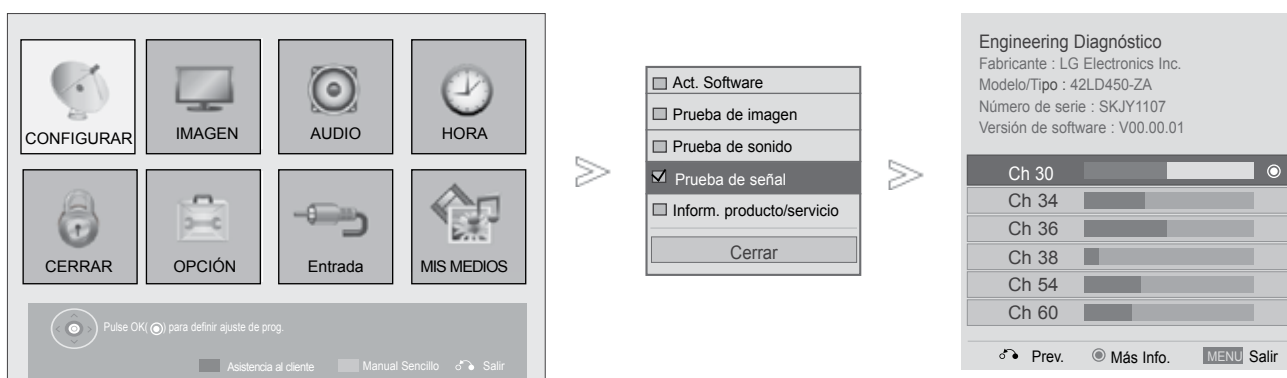 CONFIGURAR
IMAGEN
AUDIO
HORA
CERRAR
OPCIÓN
Entrada
MIS MEDIOS
Pulse OK( ) para definir ajuste de prog.
Asistencia al cliente
Manual Sencillo
Salir
Act. Software
Prueba de imagen
Prueba de sonido
Prueba de señal
Inform. producto/servicio
Cerrar
Engineering Diagnóstico
Fabricante : LG Electronics Inc.
Modelo/Tipo : 42LD450-ZA
Número de serie : SKJY1107
Versión de software : V00.00.01
Ch 30
Ch 34
Ch 36
Ch 38
Ch 54
Ch 60
Prev.
Más Info.
MENU Salir